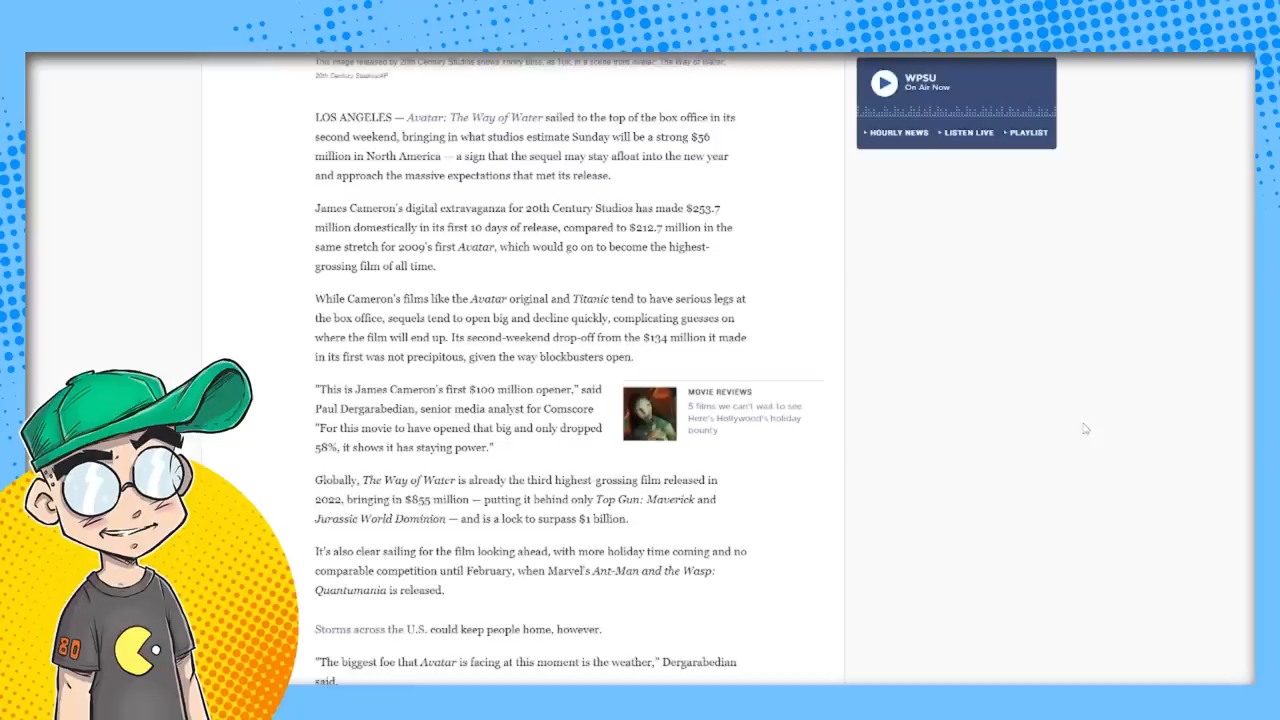 This image released by 20th Century Studios shows Trinity Bliss, as Tuk, in a scene from Avatar: The Way of Water.
20th Century Studios/AP
LOS ANGELES — Avatar: The Way of Water sailed to the top of the box office in its
second weekend, bringing in what studios estimate Sunday will be a strong $56
million in North America — a sign that the sequel may stay afloat into the new year
and approach the massive expectations that met its release.
James Cameron's digital extravaganza for 20th Century Studios has made $253.7
million domestically in its first 10 days of release, compared to $212.7 million in the
same stretch for 2009's first Avatar, which would go on to become the highest-
grossing film of all time.
While Cameron's films like the Avatar original and Titanic tend to have serious legs at
the box office, sequels tend to open big and decline quickly, complicating guesses on
where the film will end up. Its second-weekend drop-off from the $134 million it made
in its first was not precipitous, given the way blockbusters open.
"This is James Cameron's first $100 million opener," said
Paul Dergarabedian, senior media analyst for Comscore
"For this movie to have opened that big and only dropped
58%, it shows it has staying power."
MOVIE REVIEWS
5 films we can't wait to see
Here's Hollywood's holiday
bounty
Globally, The Way of Water is already the third highest-grossing film released in
2022, bringing in $855 million — putting it behind only Top Gun: Maverick and
Jurassic World Dominion — and is a lock to surpass $1 billion.
It's also clear sailing for the film looking ahead, with more holiday time coming and no
comparable competition until February, when Marvel's Ant-Man and the Wasp:
Quantumania is released.
Storms across the U.S. could keep people home, however.
"The biggest foe that Avatar is facing at this moment is the weather," Dergarabedian
said.
WPSU
On Air Now
HOURLY NEWS LISTEN LIVE PLAYLIST
80